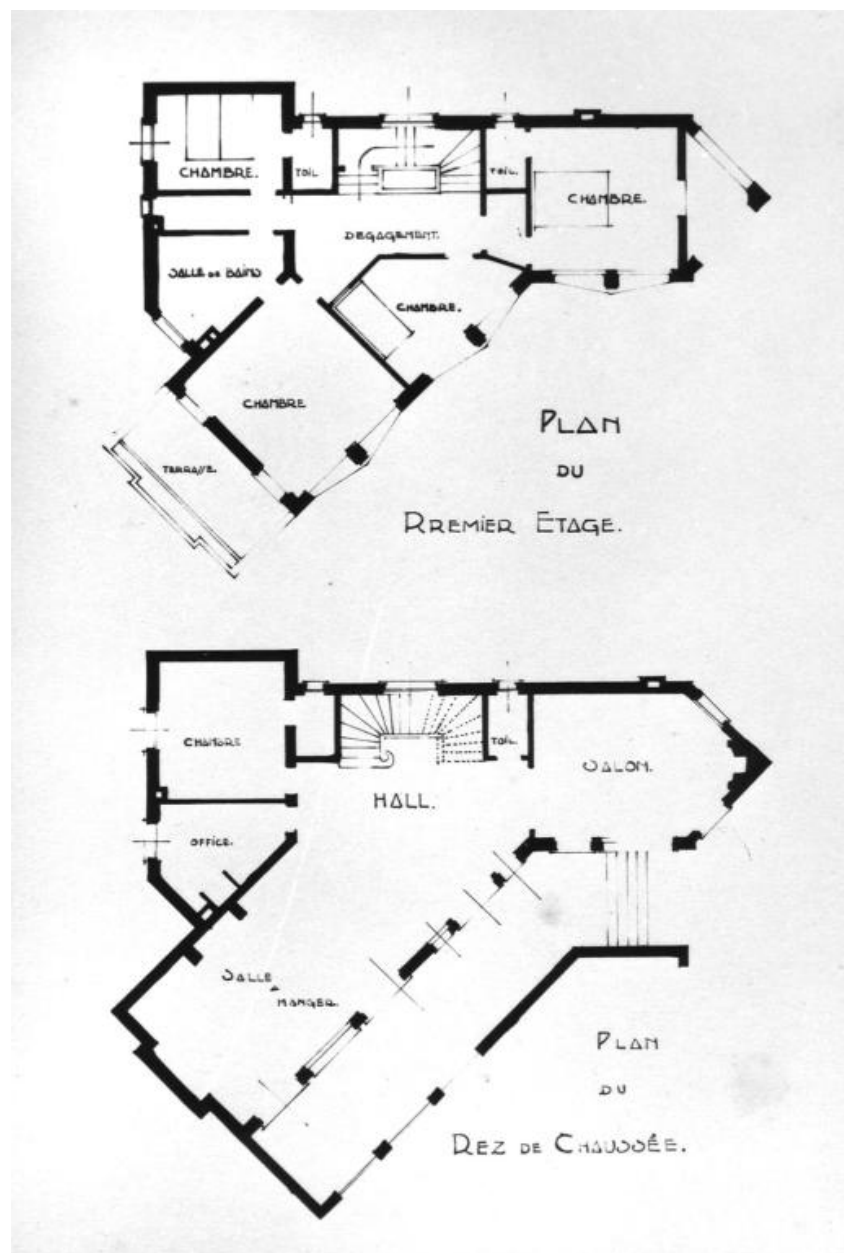 CHAMBRE.
TOIL.
TOIL.
CHAMBRE.
DEGAGEMENT.
SALLE DE BAINS
CHAMBRE.
CHAMBRE
TERRASSE.
PLAN
DU
RREMIER ETAGE.
CHAMBRE
TOIL.
SALON.
HALL.
OFFICE.
SALLE
A
MANGER.
PLAN
DU
REZ DE CHAUSSÉE.